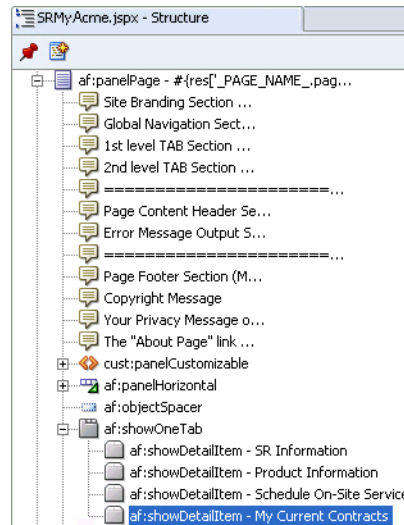 SRMyAcme.jspx - Structure
af:panelPage - #{res['_PAGE_NAME_.pag...
Site Branding Section ...
Global Navigation Sect...
1st level TAB Section ...
2nd level TAB Section ...
=======================...
Page Content Header Se...
Error Message Output S...
=======================...
Page Footer Section (M...
Copyright Message
Your Privacy Message o...
The "About Page" link ...
cust:panelCustomizable
af:panelHorizontal
af:objectSpacer
af:showOneTab
af:showDetailItem - SR Information
af:showDetailItem - Product Information
af:showDetailItem - Schedule On-Site Service
af:showDetailItem - My Current Contracts